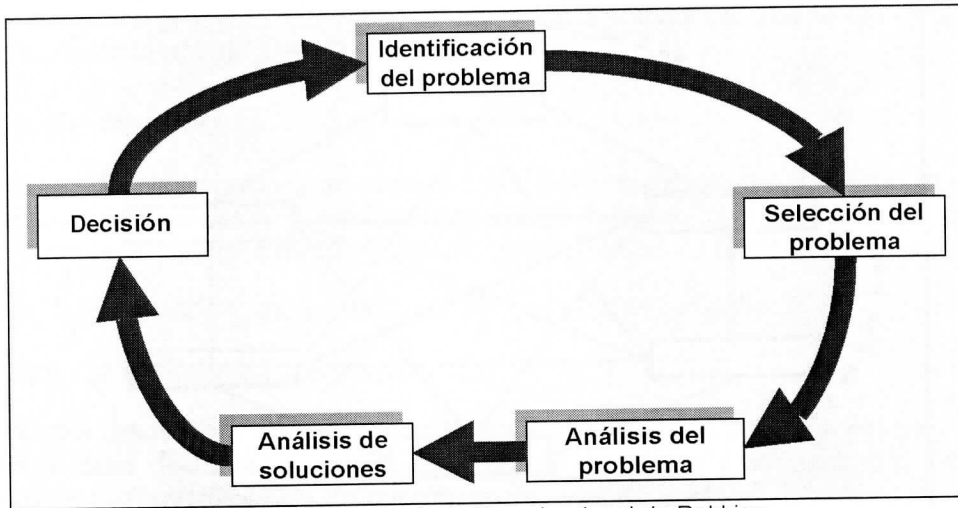 Identificación
del problema
Selección del
problema
Análisis del
problema
Análisis de
soluciones
Decisión